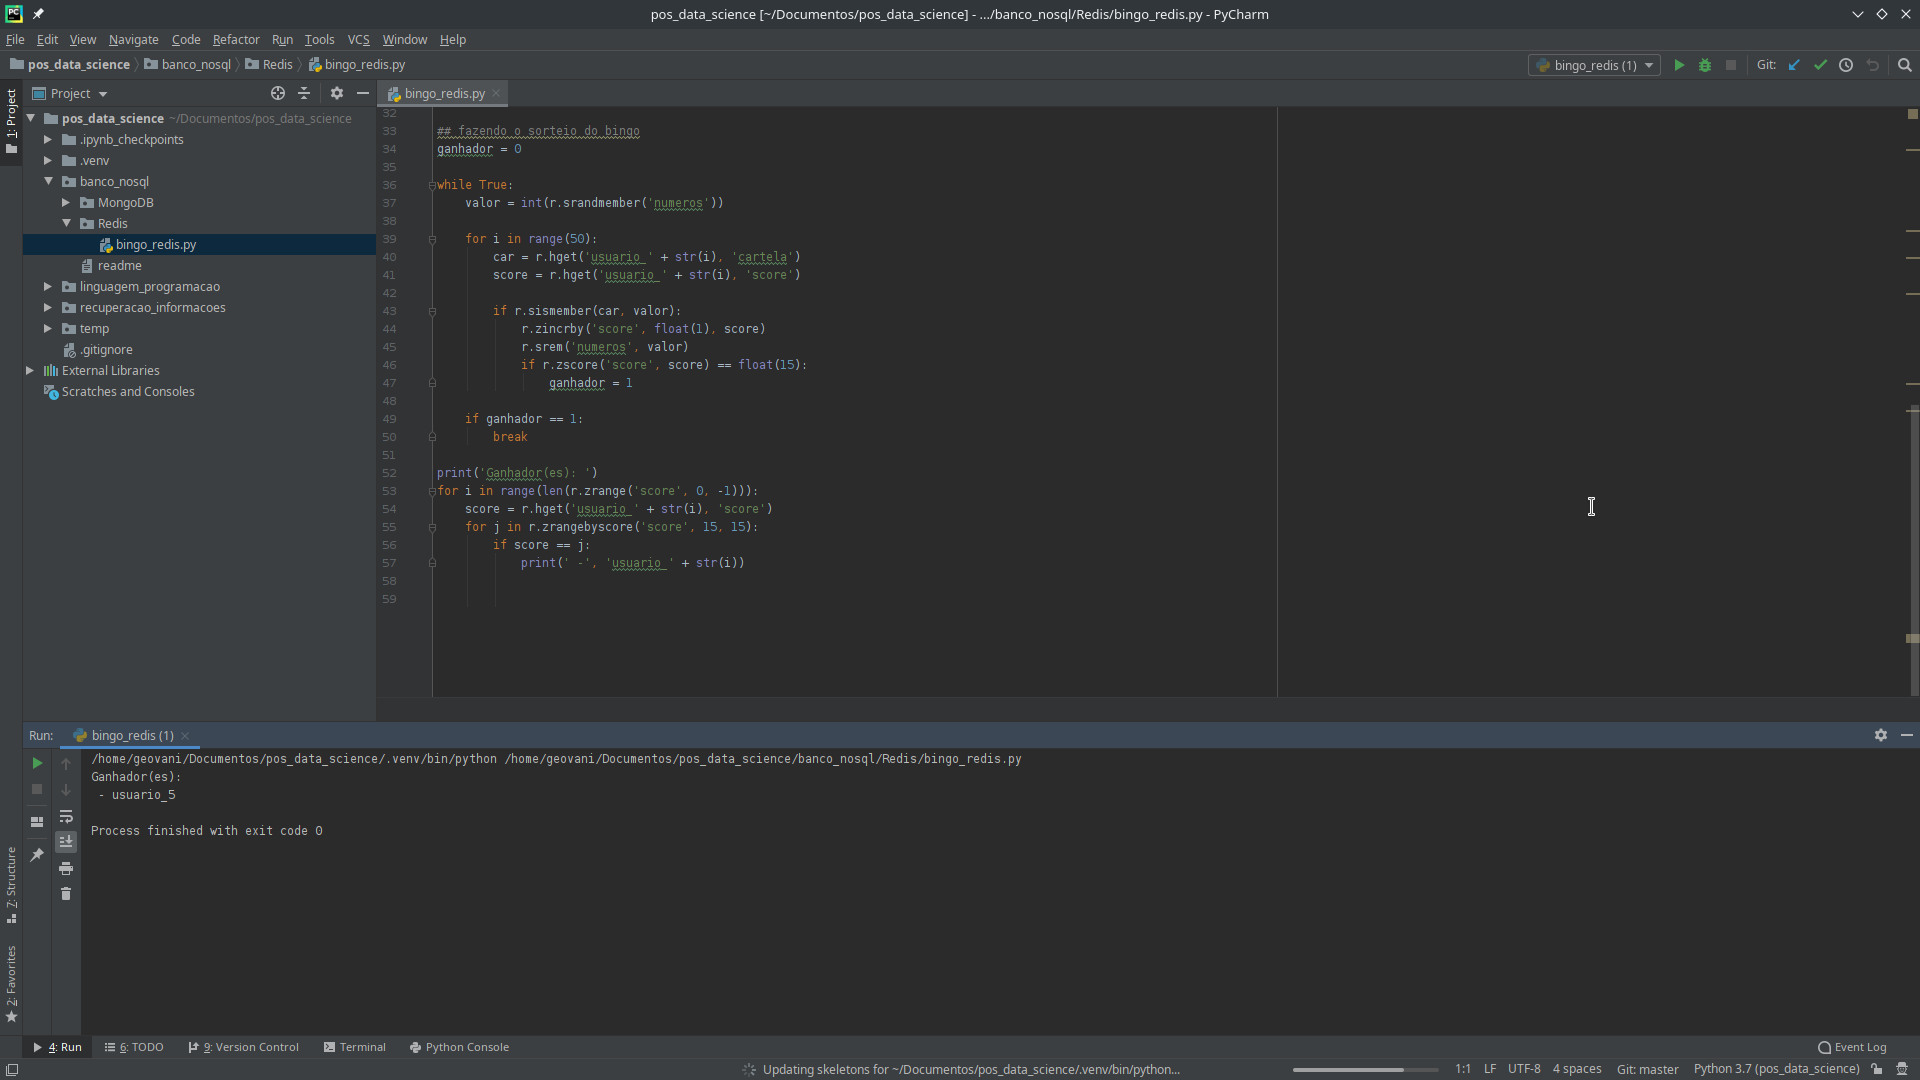 pos_data_science [~/Documentos/pos_data_science] - .../banco_nosql/Redis/bingo_redis.py - PyCharm
File Edit View Navigate Code Refactor Run Tools VCS Window Help
pos_data_science banco_nosql Redis bingo_redis.py bingo_redis (1) Git:
1: Project
Project
pos_data_science ~/Documentos/pos_data_science
.ipynb_checkpoints
.venv
banco_nosql
MongoDB
Redis
bingo_redis.py
readme
linguagem_programacao
recuperacao_informacoes
temp
.gitignore
External Libraries
Scratches and Consoles
bingo_redis.py
32
33 ## fazendo o sorteio do bingo
34 ganhador = 0
35
36 while True:
37     valor = int(r.srandmember('numeros'))
38
39     for i in range(50):
40         car = r.hget('usuario_' + str(i), 'cartela')
41         score = r.hget('usuario_' + str(i), 'score')
42
43         if r.sismember(car, valor):
44             r.zincrby('score', float(1), score)
45             r.srem('numeros', valor)
46             if r.zscore('score', score) == float(15):
47                 ganhador = 1
48
49     if ganhador == 1:
50         break
51
52 print('Ganhador(es): ')
53 for i in range(len(r.zrange('score', 0, -1))):
54     score = r.hget('usuario_' + str(i), 'score')
55     for j in r.zrangebyscore('score', 15, 15):
56         if score == j:
57             print(' -', 'usuario_' + str(i))
58
59
Run: bingo_redis (1)
/home/geovani/Documentos/pos_data_science/.venv/bin/python /home/geovani/Documentos/pos_data_science/banco_nosql/Redis/bingo_redis.py
Ganhador(es):
 - usuario_5
Process finished with exit code 0
7: Structure
2: Favorites
4: Run 6: TODO 9: Version Control Terminal Python Console Event Log
Updating skeletons for ~/Documentos/pos_data_science/.venv/bin/python... 1:1 LF UTF-8 4 spaces Git: master Python 3.7 (pos_data_science)